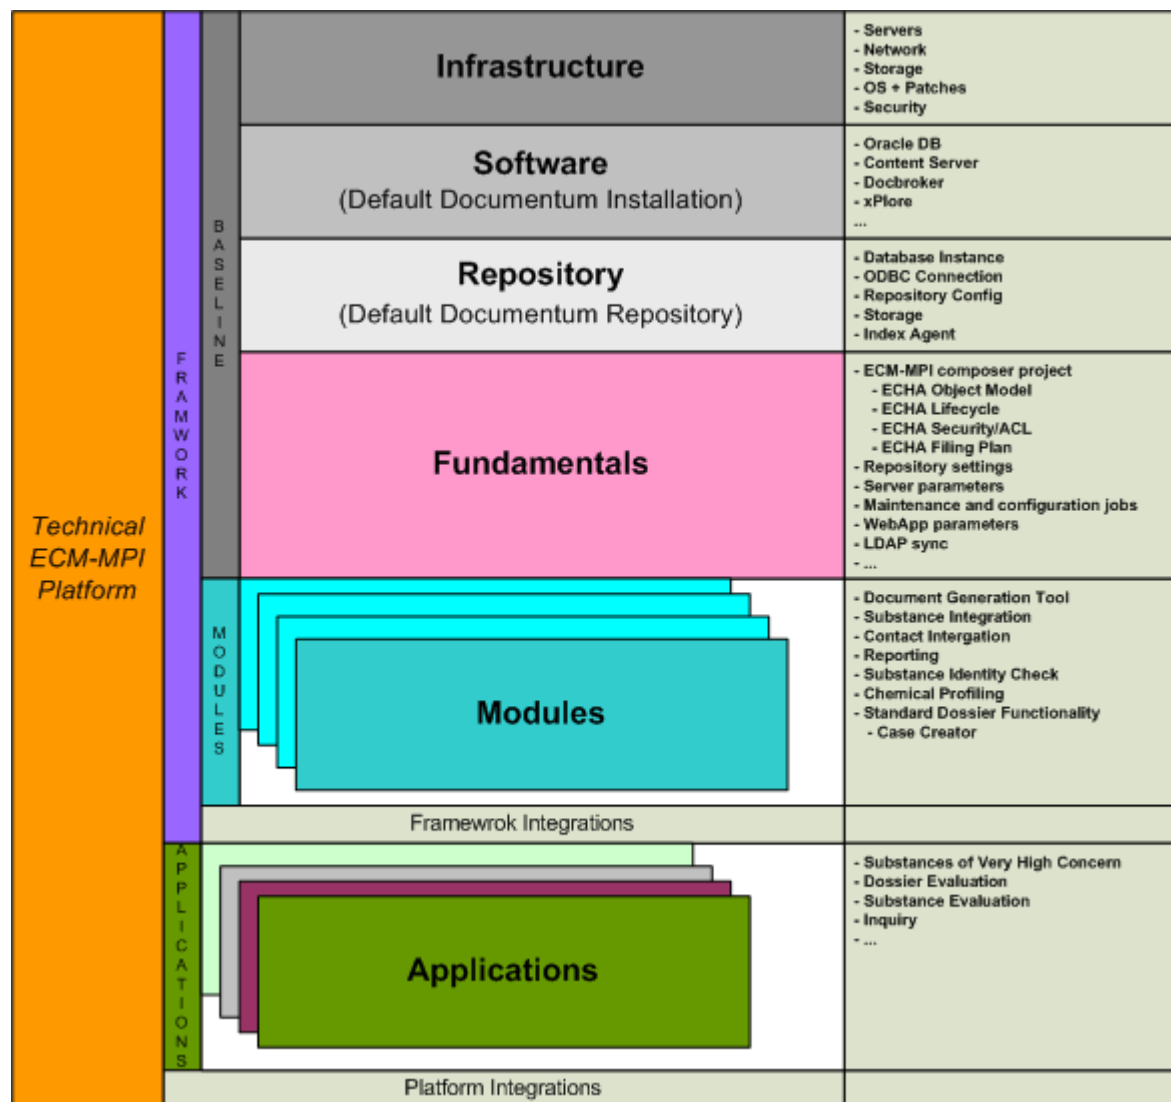 Technical
ECM-MPI
Platform
FRAMWORK
BASELINE
Infrastructure
- Servers
- Network
- Storage
- OS + Patches
- Security
Software
(Default Documentum Installation)
- Oracle DB
- Content Server
- Docbroker
- xPlore
...
Repository
(Default Documentum Repository)
- Database Instance
- ODBC Connection
- Repository Config
- Storage
- Index Agent
Fundamentals
- ECM-MPI composer project
- ECHA Object Model
- ECHA Lifecycle
- ECHA Security/ACL
- ECHA Filing Plan
- Repository settings
- Server parameters
- Maintenance and configuration jobs
- WebApp parameters
- LDAP sync
- ...
MODULES
Modules
- Document Generation Tool
- Substance Integration
- Contact Intergation
- Reporting
- Substance Identity Check
- Chemical Profiling
- Standard Dossier Functionality
- Case Creator
Framewrok Integrations
APPLICATIONS
Applications
- Substances of Very High Concern
- Dossier Evaluation
- Substance Evaluation
- Inquiry
- ...
Platform Integrations